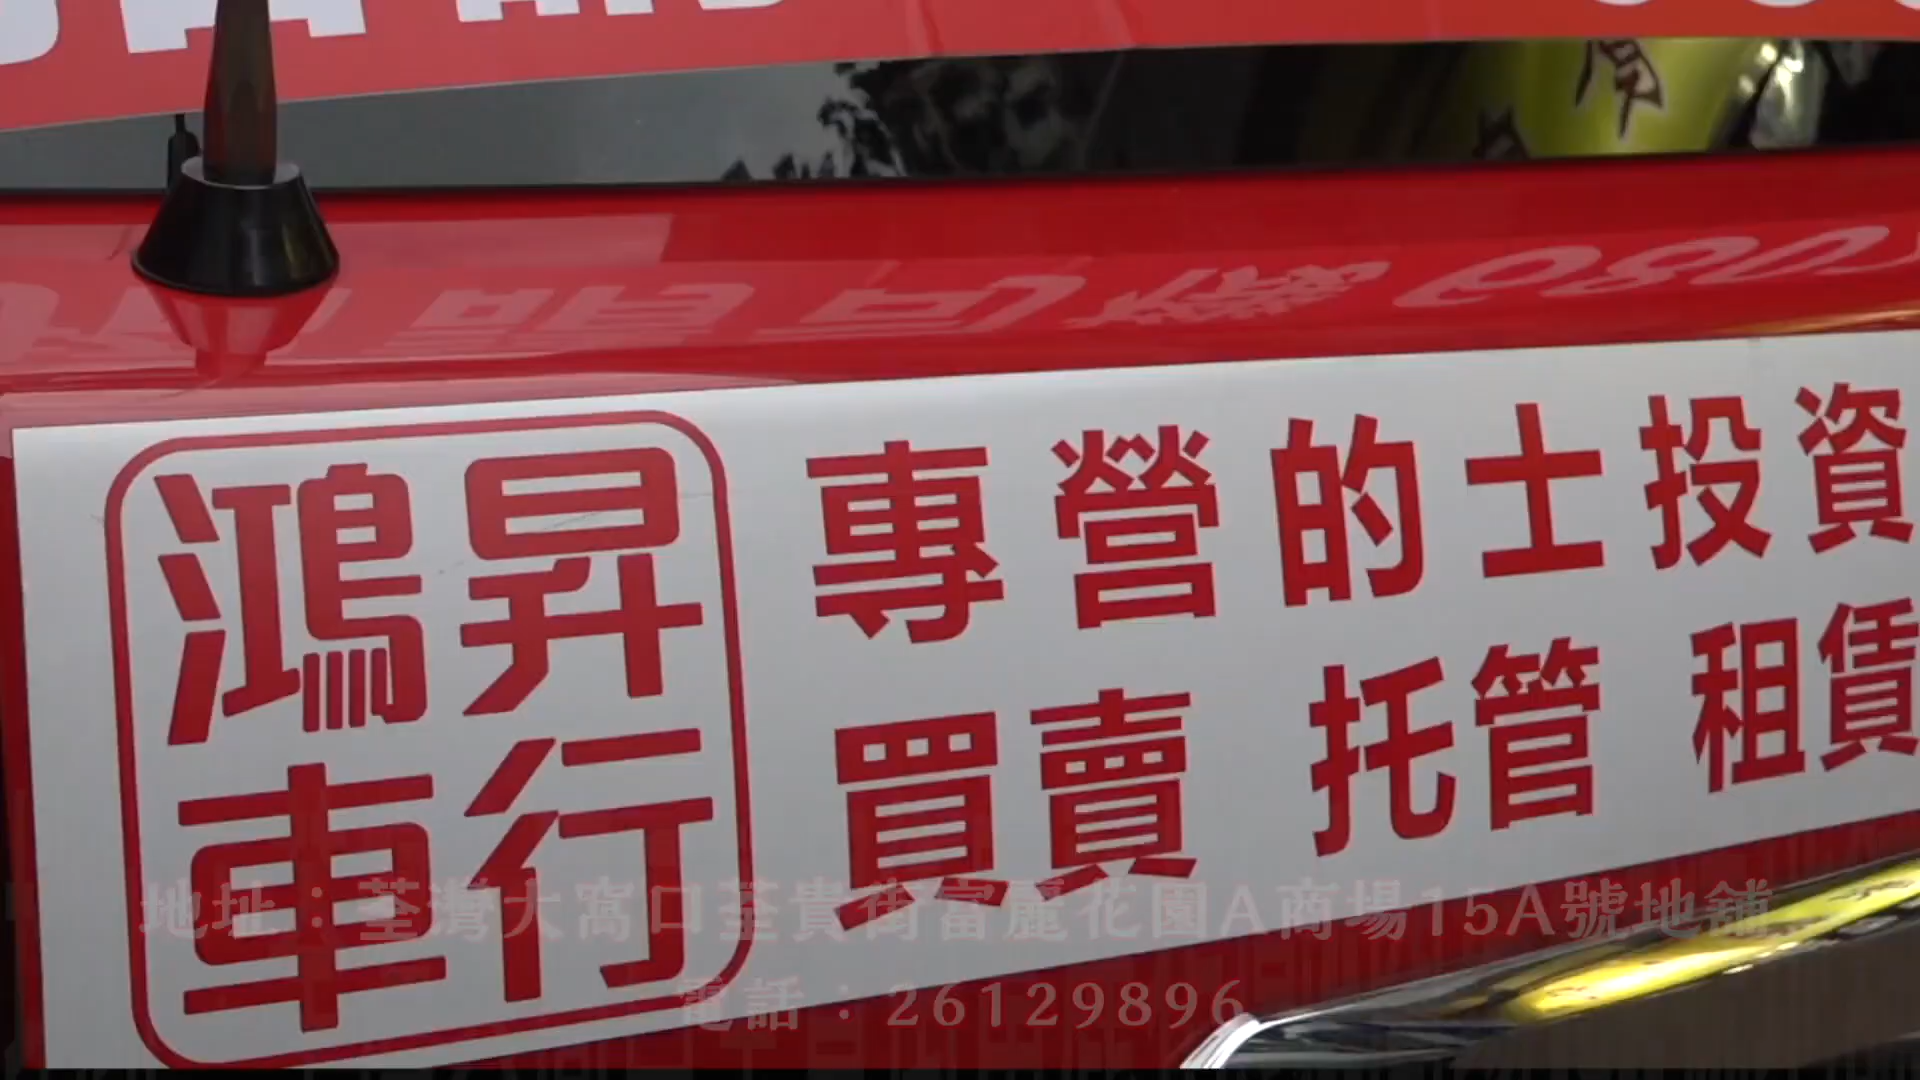 鴻昇
車行
專營的士投資
買賣 托管 租賃
地址：荃灣大窩口荃貴街富麗花園A商場15A號地舖
電話：26129896